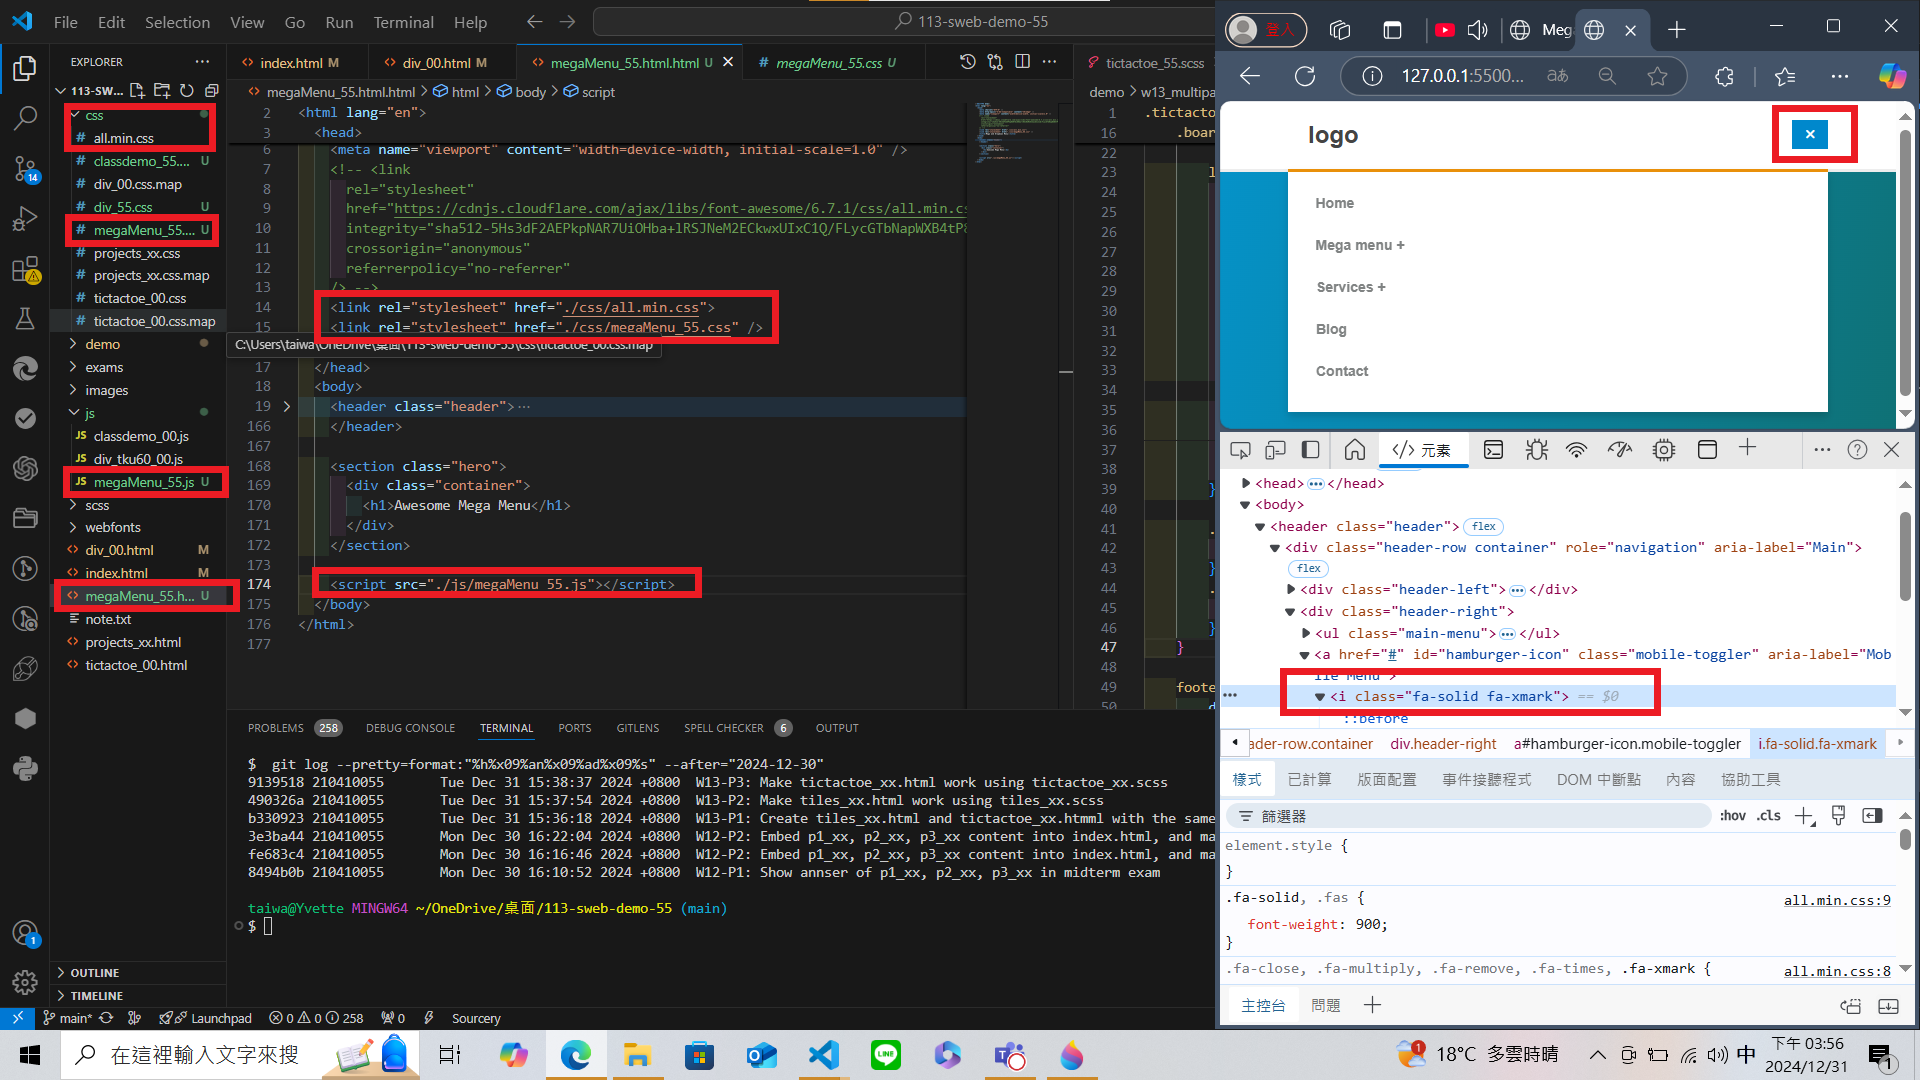 File Edit Selection View Go Run Terminal Help
113-sweb-demo-55
EXPLORER
113-SW...
css
all.min.css
classdemo_55.... U
div_00.css.map
div_55.css U
megaMenu_55.... U
projects_xx.css
projects_xx.css.map
tictactoe_00.css
tictactoe_00.css.map
demo
exams
images
js
classdemo_00.js
div_tku60_00.js
megaMenu_55.js U
scss
webfonts
div_00.html M
index.html M
megaMenu_55.h... U
note.txt
projects_xx.html
tictactoe_00.html
OUTLINE
TIMELINE
index.html M
div_00.html M
megaMenu_55.html.html U
megaMenu_55.css U
tictactoe_55.scss
megaMenu_55.html.html > html > body > script
demo > w13_multipa
2 <html lang="en">
3 <head>
6 <meta name="viewport" content="width=device-width, initial-scale=1.0" />
7 <!-- <link
8 rel="stylesheet"
9 href="https://cdnjs.cloudflare.com/ajax/libs/font-awesome/6.7.1/css/all.min.cs
10 integrity="sha512-5Hs3dF2AEPkpNAR7UiOHba+lRSJNeM2ECkwxUIxC1Q/FLycGTbNapWXB4tP8
11 crossorigin="anonymous"
12 referrerpolicy="no-referrer"
13 /> -->
14 <link rel="stylesheet" href="./css/all.min.css">
15 <link rel="stylesheet" href="./css/megaMenu_55.css" />
C:\Users\taiwa\OneDrive\桌面\113-sweb-demo-55\css\tictactoe_00.css.map
17 </head>
18 <body>
19 <header class="header">···
166 </header>
167
168 <section class="hero">
169 <div class="container">
170 <h1>Awesome Mega Menu</h1>
171 </div>
172 </section>
173
174 <script src="./js/megaMenu_55.js"></script>
175 </body>
176 </html>
177
1 .tictact
16 .boar
22
23 l
24
25
26
27
28
29
30
31
32
33
34
35
36
37
38
39 }
40
41 .
42
43 }
44 .
45
46 }
47 }
48
49 foote
50 d
PROBLEMS 258 DEBUG CONSOLE TERMINAL PORTS GITLENS SPELL CHECKER 6 OUTPUT
$ git log --pretty=format:"%h%x09%an%x09%ad%x09%s" --after="2024-12-30"
9139518 210410055 Tue Dec 31 15:38:37 2024 +0800 W13-P3: Make tictactoe_xx.html work using tictactoe_xx.scss
490326a 210410055 Tue Dec 31 15:37:54 2024 +0800 W13-P2: Make tiles_xx.html work using tiles_xx.scss
b330923 210410055 Tue Dec 31 15:36:18 2024 +0800 W13-P1: Create tiles_xx.html and tictactoe_xx.htmml with the same
3e3ba44 210410055 Mon Dec 30 16:22:04 2024 +0800 W12-P2: Embed p1_xx, p2_xx, p3_xx content into index.html, and ma
fe683c4 210410055 Mon Dec 30 16:16:46 2024 +0800 W12-P2: Embed p1_xx, p2_xx, p3_xx content into index.html, and ma
8494b0b 210410055 Mon Dec 30 16:10:52 2024 +0800 W12-P1: Show annser of p1_xx, p2_xx, p3_xx in midterm exam
taiwa@Yvette MINGW64 ~/OneDrive/桌面/113-sweb-demo-55 (main)
$
14
1
main* Launchpad 0 0 258 0 Sourcery
登入
Meg
127.0.0.1:5500...
logo
Home
Mega menu +
Services +
Blog
Contact
元素
<head> ··· </head>
<body>
<header class="header"> flex
<div class="header-row container" role="navigation" aria-label="Main">
flex
<div class="header-left"> ··· </div>
<div class="header-right">
<ul class="main-menu"> ··· </ul>
<a href="#" id="hamburger-icon" class="mobile-toggler" aria-label="Mob
ile Menu">
<i class="fa-solid fa-xmark"> == $0
::before
ader-row.container div.header-right a#hamburger-icon.mobile-toggler i.fa-solid.fa-xmark
樣式 已計算 版面配置 事件接聽程式 DOM 中斷點 內容 協助工具
篩選器 :hov .cls
element.style {
}
.fa-solid, .fas { all.min.css:9
font-weight: 900;
}
.fa-close, .fa-multiply, .fa-remove, .fa-times, .fa-xmark { all.min.css:8
主控台 問題
在這裡輸入文字來搜
1
18°C 多雲時晴
中
下午 03:56
2024/12/31
1